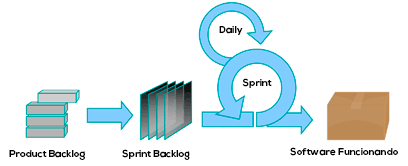 Daily
Sprint
Product Backlog
Sprint Backlog
Software Funcionando